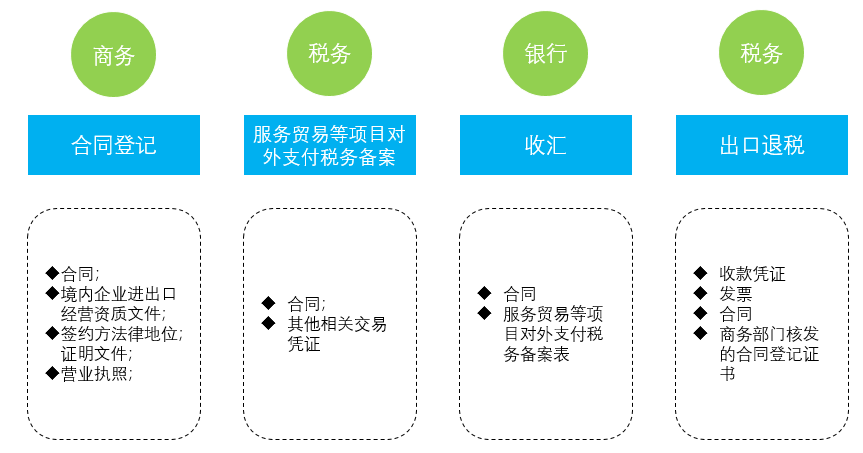 商务
税务
银行
税务
合同登记
服务贸易等项目对
外支付税务备案
收汇
出口退税
◆合同;
◆境内企业进出口
经营资质文件;
◆签约方法律地位;
证明文件;
◆营业执照;
◆ 合同;
◆ 其他相关交易
凭证
◆ 合同
◆ 服务贸易等项
目对外支付税
务备案表
◆ 收款凭证
◆ 发票
◆ 合同
◆ 商务部门核发
的合同登记证
书